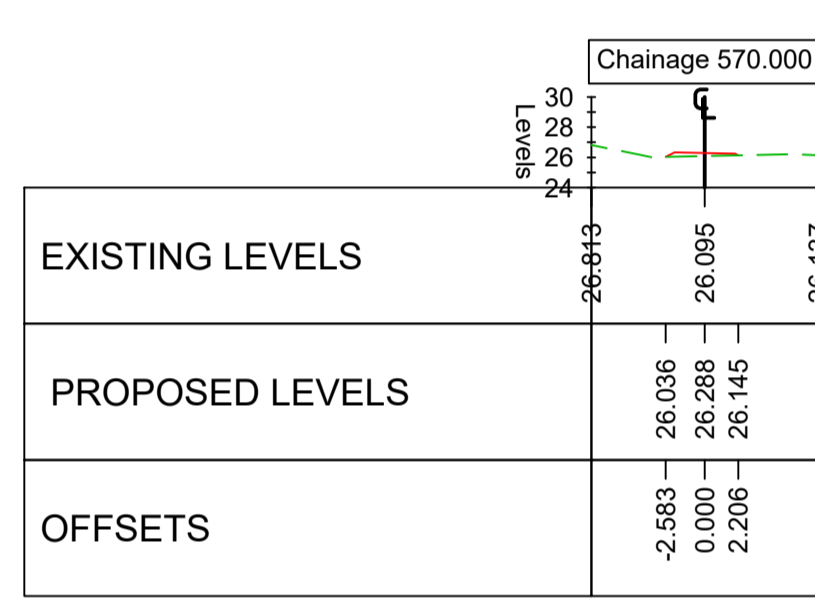 Chainage 570.000
Levels
30
28
26
24
℄
EXISTING LEVELS 26.813 26.095
PROPOSED LEVELS 26.036 26.288 26.145
OFFSETS -2.583 0.000 2.206